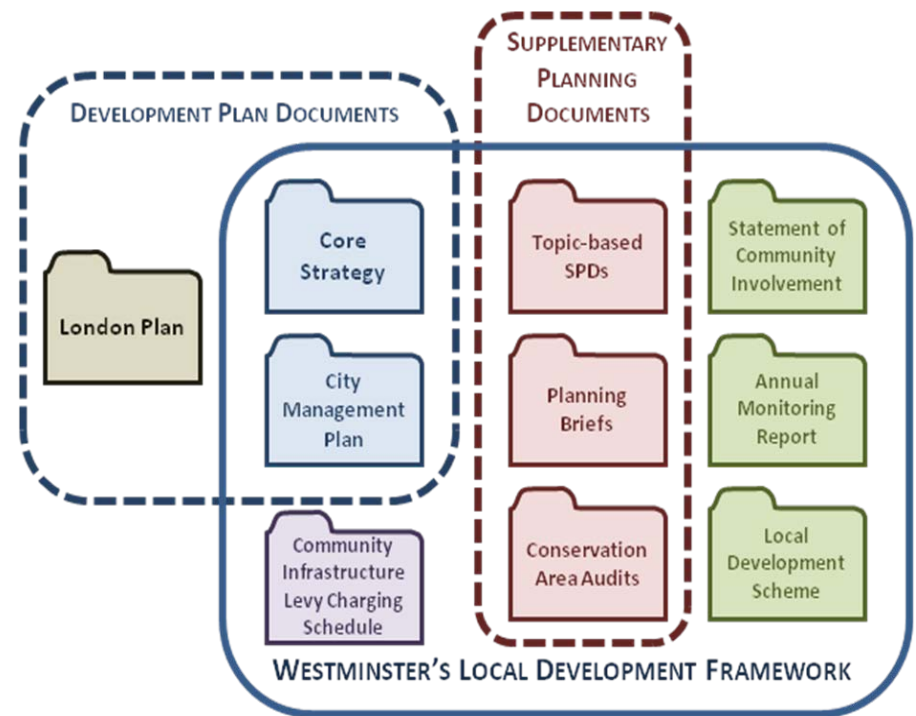 SUPPLEMENTARY
PLANNING
DOCUMENTS
DEVELOPMENT PLAN DOCUMENTS
London Plan
Core
Strategy
City
Management
Plan
Community
Infrastructure
Levy Charging
Schedule
Topic-based
SPDs
Planning
Briefs
Conservation
Area Audits
Statement of
Community
Involvement
Annual
Monitoring
Report
Local
Development
Scheme
WESTMINSTER'S LOCAL DEVELOPMENT FRAMEWORK